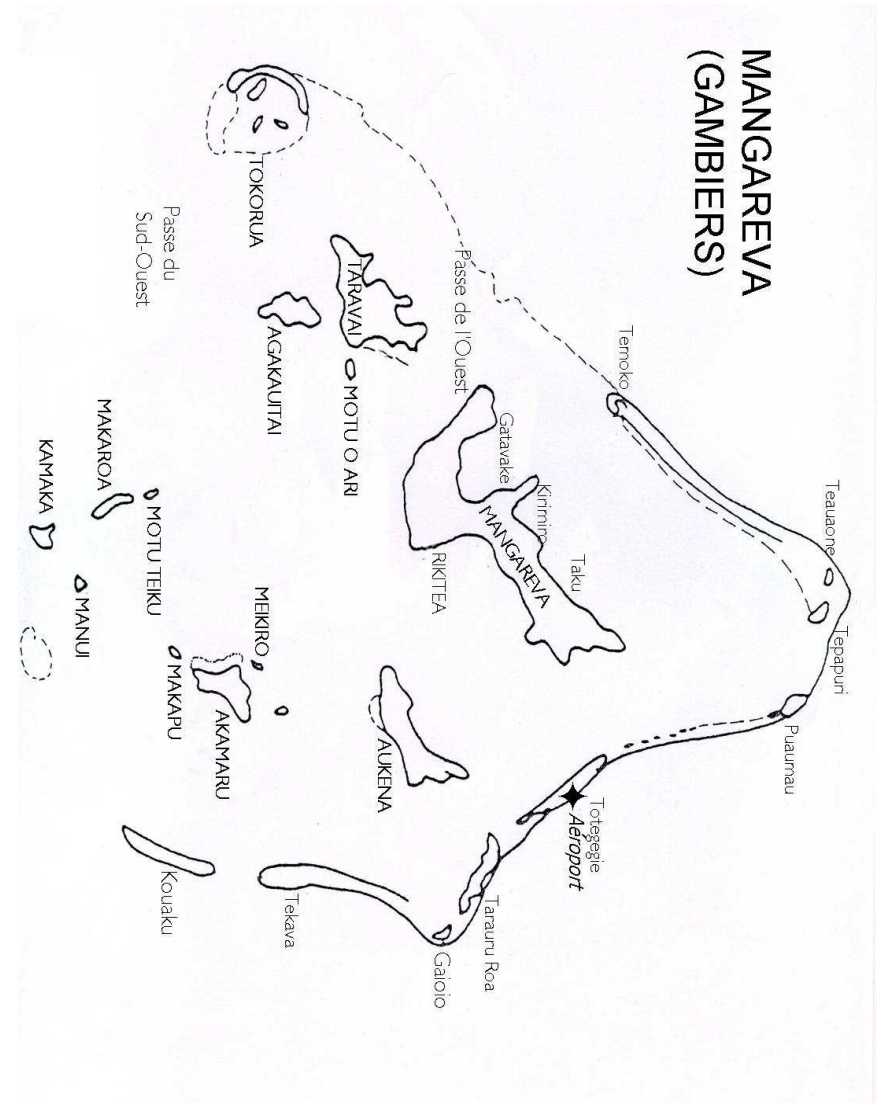 MANGAREVA
(GAMBIERS)
Teauaone
Tepapuri
Puaumau
Temoko
Totegegie
Aéroport
Taku
Kirimiro
Gatavake
MANGAREVA
RIKITEA
Passe de l'Ouest
Tarauru Roa
Gaioio
AUKENA
TARAVAI
MOTU O ARI
AGAKAUITAI
TOKORUA
Passe du
Sud-Ouest
Tekava
MEIKIRO
AKAMARU
MAKAPU
Kouaku
MOTU TEIKU
MAKAROA
MANUI
KAMAKA